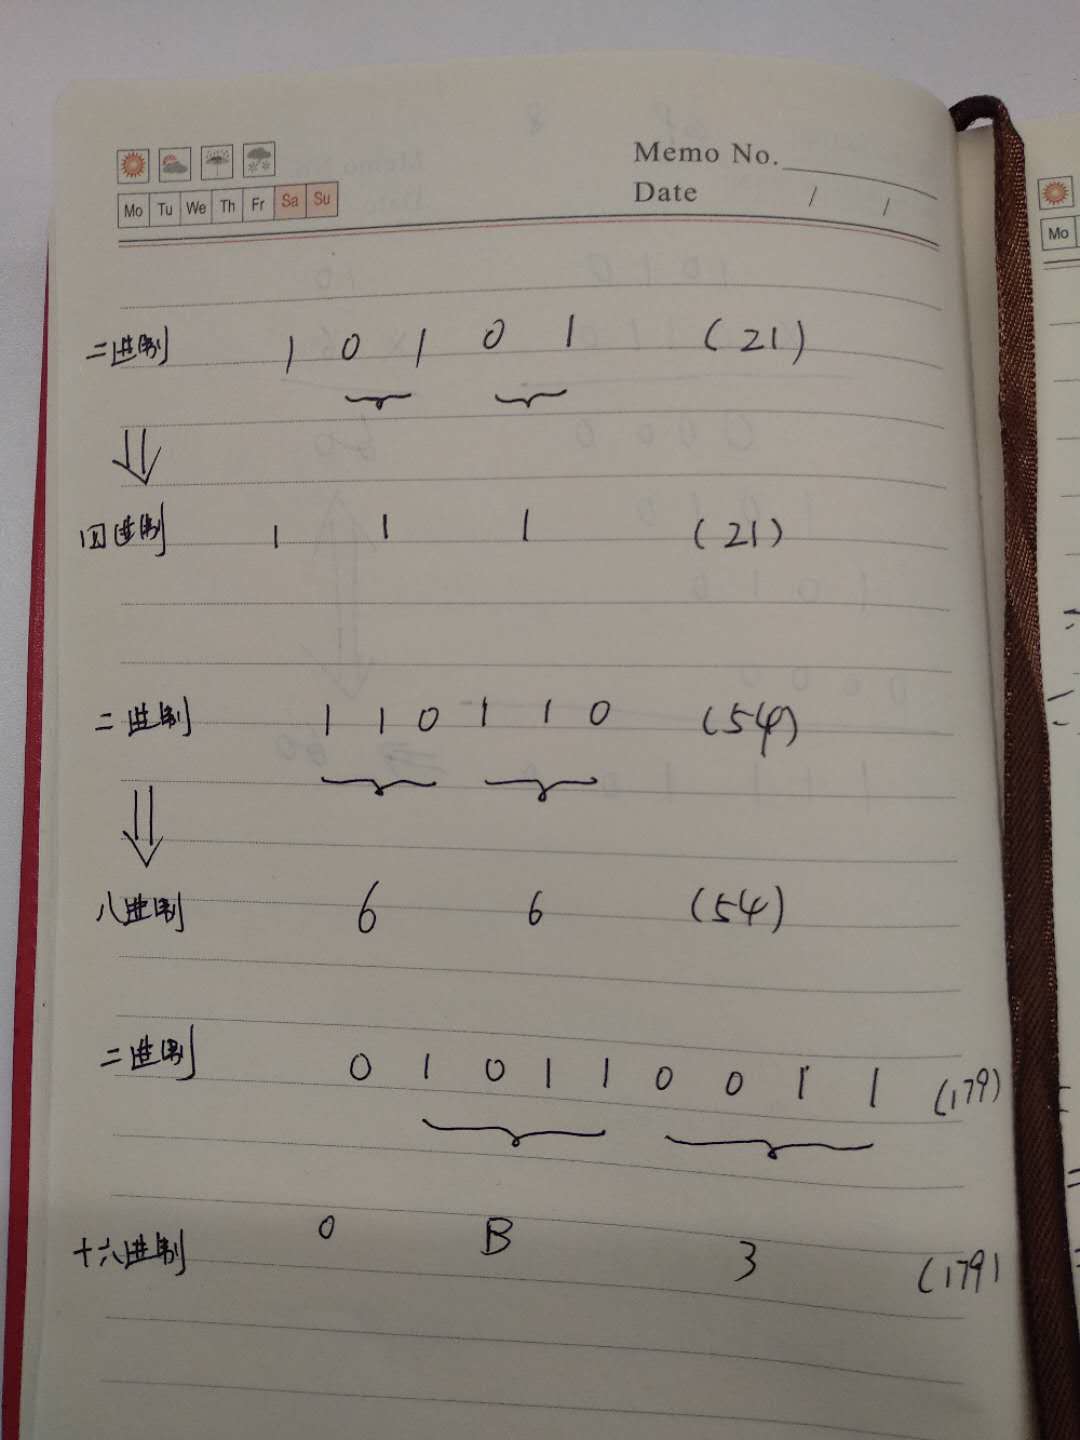 Memo No.
Date / /
Mo Tu We Th Fr Sa Su
Mo
二进制 1 0 1 0 1 (21)
四进制 1 1 1 (21)
二进制 1 1 0 1 1 0 (54)
八进制 6 6 (54)
二进制 0 1 0 1 1 0 0 1 1 (179)
十六进制 0 B 3 (179)